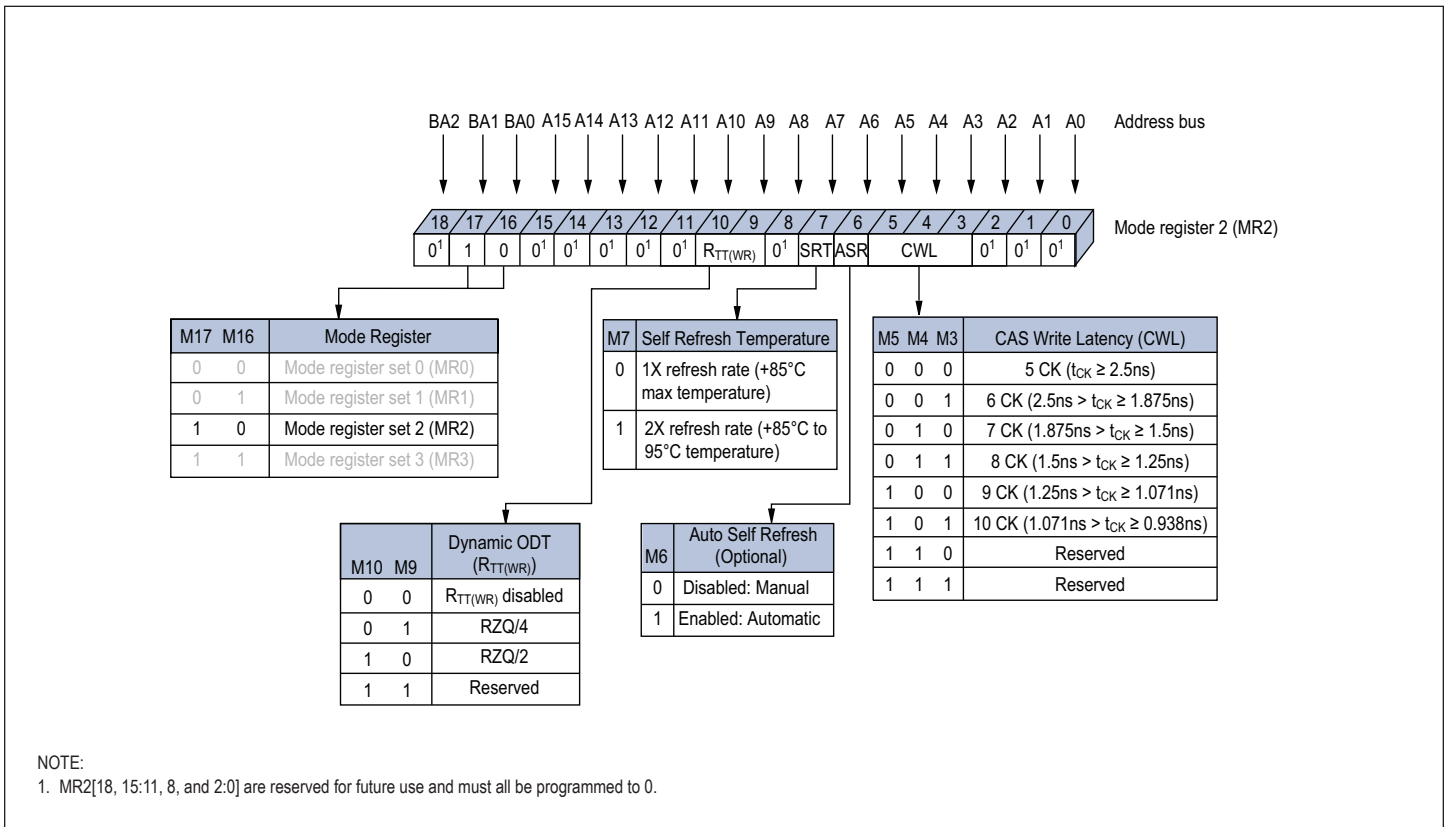 BA2 BA1 BA0 A15 A14 A13 A12 A11 A10 A9 A8 A7 A6 A5 A4 A3 A2 A1 A0 Address bus
18 17 16 15 14 13 12 11 10 9 8 7 6 5 4 3 2 1 0 Mode register 2 (MR2)
0¹ 1 0 0¹ 0¹ 0¹ 0¹ 0¹ RTT(WR) 0¹ SRT ASR CWL 0¹ 0¹ 0¹
M17 M16 Mode Register
0 0 Mode register set 0 (MR0)
0 1 Mode register set 1 (MR1)
1 0 Mode register set 2 (MR2)
1 1 Mode register set 3 (MR3)
M7 Self Refresh Temperature
0 1X refresh rate (+85°C
max temperature)
1 2X refresh rate (+85°C to
95°C temperature)
M5 M4 M3 CAS Write Latency (CWL)
0 0 0 5 CK (tCK ≥ 2.5ns)
0 0 1 6 CK (2.5ns > tCK ≥ 1.875ns)
0 1 0 7 CK (1.875ns > tCK ≥ 1.5ns)
0 1 1 8 CK (1.5ns > tCK ≥ 1.25ns)
1 0 0 9 CK (1.25ns > tCK ≥ 1.071ns)
1 0 1 10 CK (1.071ns > tCK ≥ 0.938ns)
1 1 0 Reserved
1 1 1 Reserved
Dynamic ODT
M10 M9 (RTT(WR))
0 0 RTT(WR) disabled
0 1 RZQ/4
1 0 RZQ/2
1 1 Reserved
Auto Self Refresh
M6 (Optional)
0 Disabled: Manual
1 Enabled: Automatic
NOTE:
1. MR2[18, 15:11, 8, and 2:0] are reserved for future use and must all be programmed to 0.